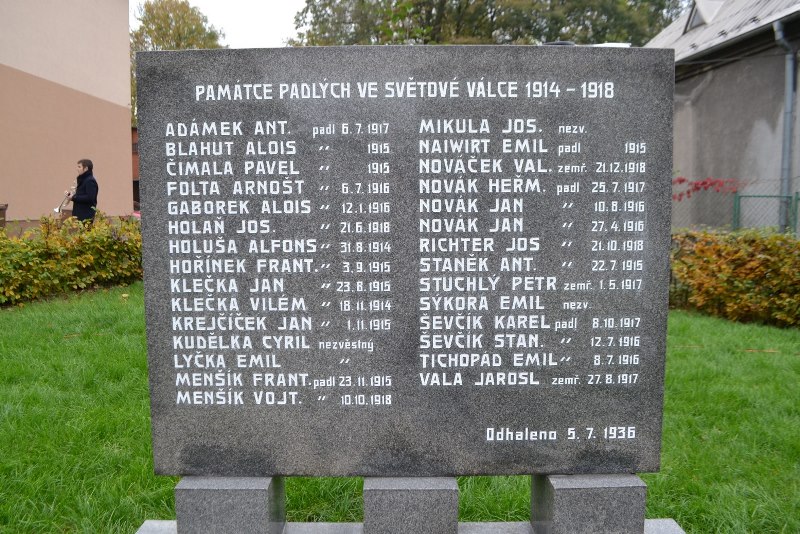 PAMÁTCE PADLÝCH VE SVĚTOVÉ VÁLCE 1914 – 1918
ADÁMEK ANT. padl 6. 7. 1917
BLAHUT ALOIS „ 1915
ČIMALA PAVEL „ 1915
FOLTA ARNOŠT „ 6.7. 1916
GABOREK ALOIS „ 12.1. 1916
HOLAŇ JOS. „ 21.6. 1918
HOLUŠA ALFONS „ 31.8. 1914
HOŘÍNEK FRANT. „ 3.9. 1915
KLEČKA JAN „ 23.8. 1915
KLEČKA VILÉM „ 18.11. 1914
KREJČÍČEK JAN „ 1.11. 1915
KUDĚLKA CYRIL nezvěstný
LYČKA EMIL „
MENŠÍK FRANT. padl 23.11. 1915
MENŠÍK VOJT. „ 10.10. 1918
MIKULA JOS. nezv.
NAIWIRT EMIL padl 1915
NOVÁČEK VAL. zemř. 21.12. 1918
NOVÁK HEŘM. padl 25.7. 1917
NOVÁK JAN „ 10.8. 1916
NOVÁK JAN „ 27.4. 1916
RICHTER JOS „ 21.10. 1918
STANĚK ANT. „ 22.7. 1915
STUCHLÝ PETR zemř. 1.5. 1917
SÝKORA EMIL nezv.
ŠEVČÍK KAREL padl 8.10. 1917
ŠEVČÍK STAN. „ 12.7. 1916
TICHOPÁD EMIL „ 8.7. 1916
VALA JAROSL. zemř. 27.8. 1917
Odhaleno 5. 7. 1936